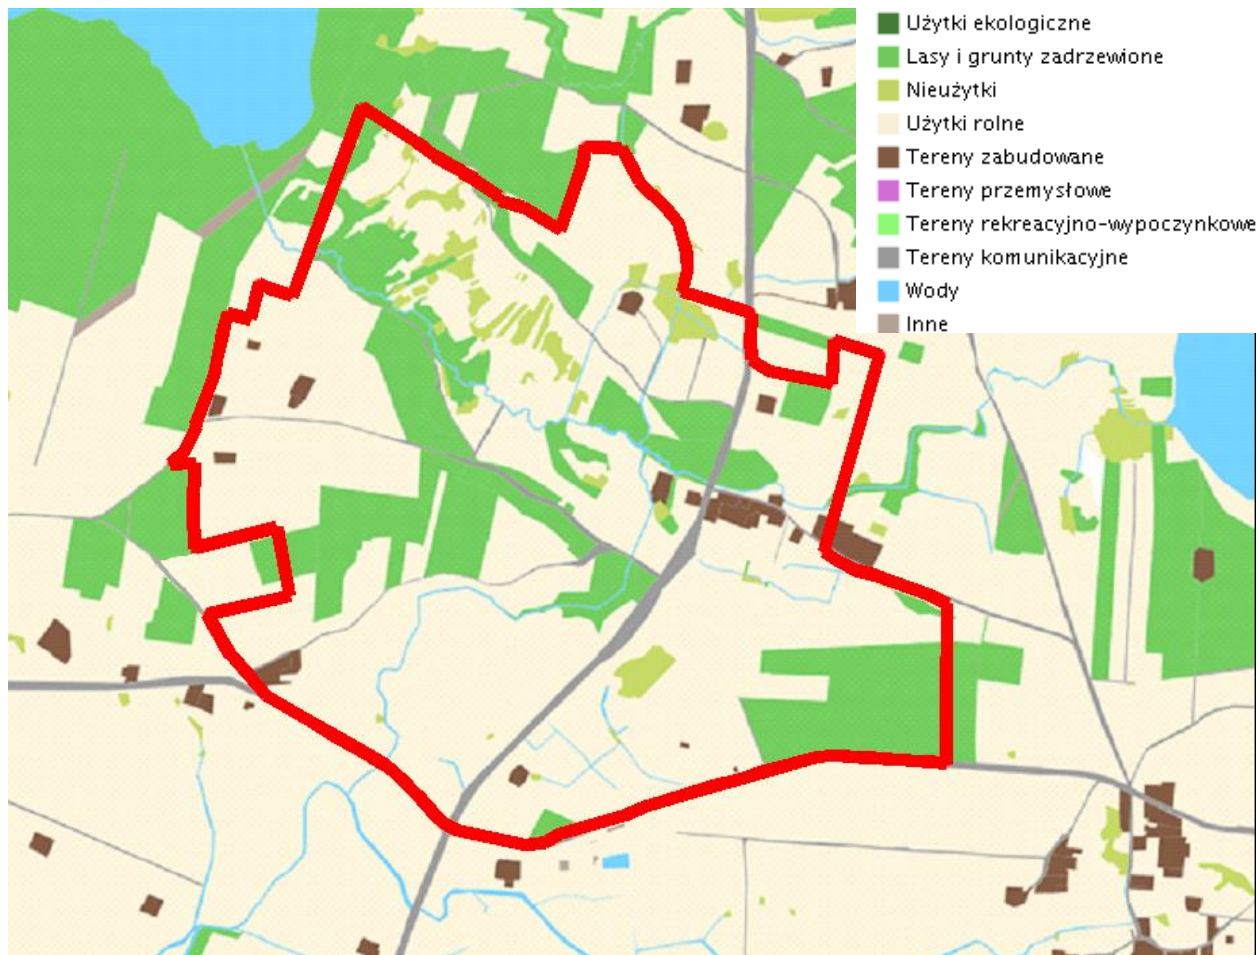 Użytki ekologiczne
Lasy i grunty zadrzewione
Nieużytki
Użytki rolne
Tereny zabudowane
Tereny przemysłowe
Tereny rekreacyjno-wypoczynkowe
Tereny komunikacyjne
Wody
Inne